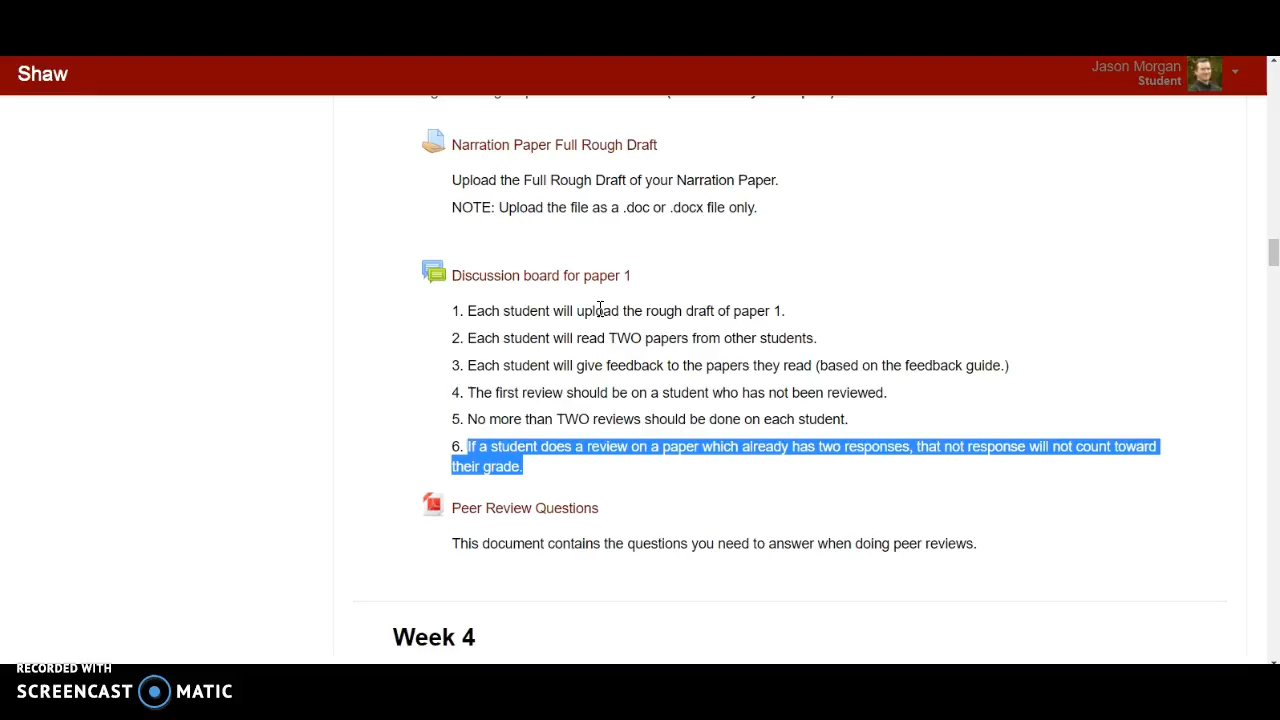 Shaw
Jason Morgan
Student
Narration Paper Full Rough Draft
Upload the Full Rough Draft of your Narration Paper.
NOTE: Upload the file as a .doc or .docx file only.
Discussion board for paper 1
1. Each student will upload the rough draft of paper 1.
2. Each student will read TWO papers from other students.
3. Each student will give feedback to the papers they read (based on the feedback guide.)
4. The first review should be on a student who has not been reviewed.
5. No more than TWO reviews should be done on each student.
6. If a student does a review on a paper which already has two responses, that not response will not count toward
their grade.
Peer Review Questions
This document contains the questions you need to answer when doing peer reviews.
Week 4
RECORDED WITH
SCREENCAST MATIC